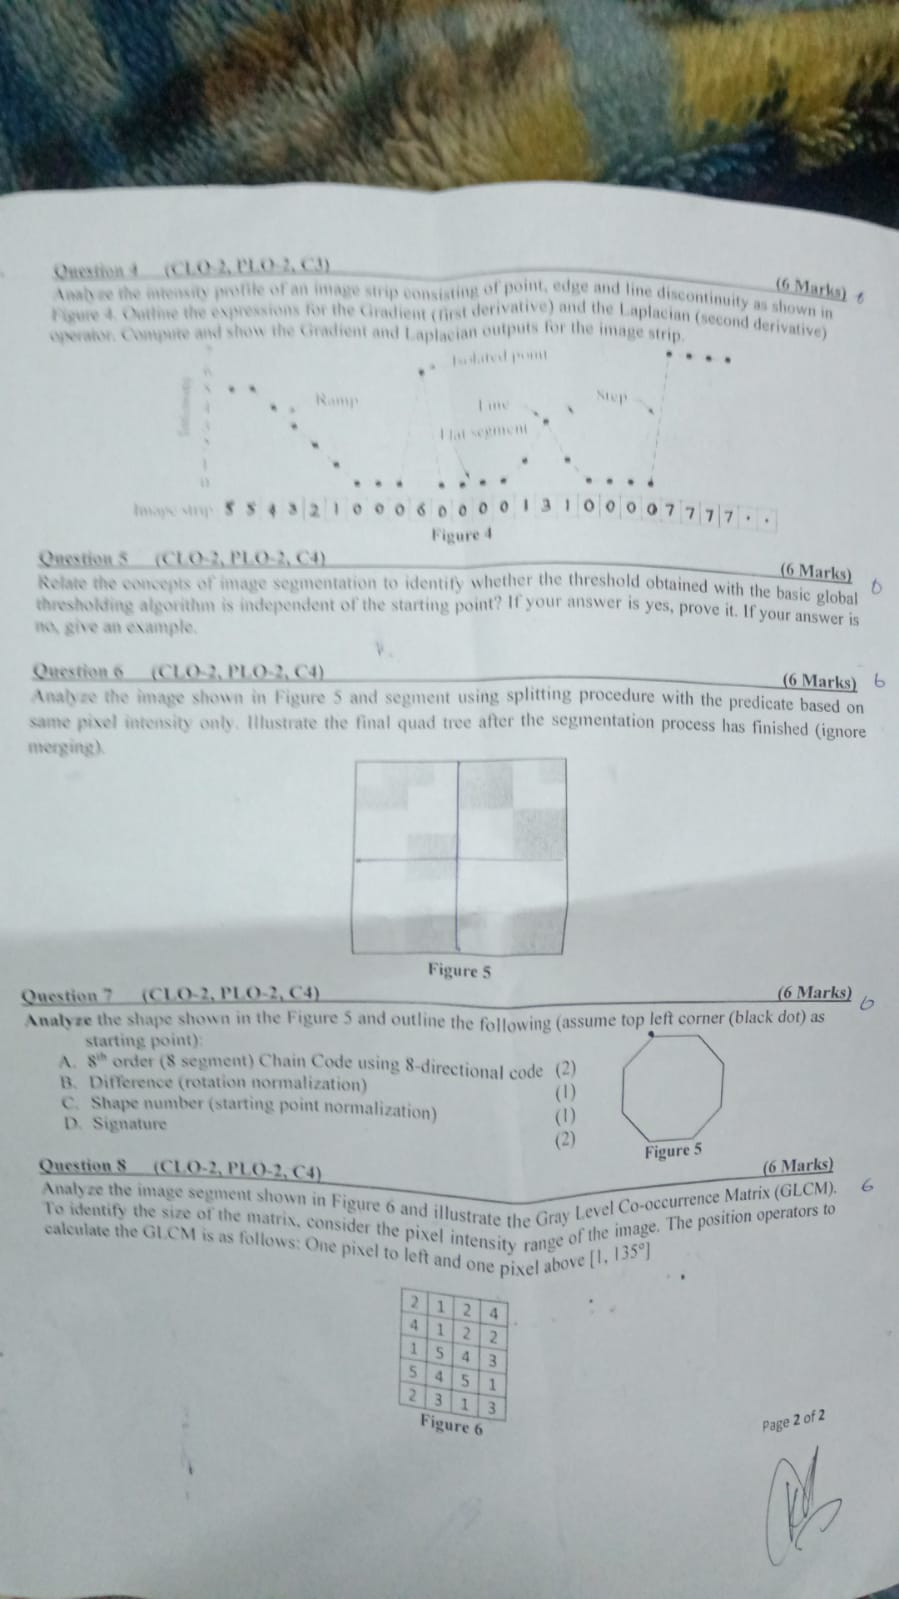 Question 4 (CLO-2, PLO-2, C3) (6 Marks) 6
Analyze the intensity profile of an image strip consisting of point, edge and line discontinuity as shown in
Figure 4. Outline the expressions for the Gradient (first derivative) and the Laplacian (second derivative)
operator. Compute and show the Gradient and Laplacian outputs for the image strip.
Isolated point
Ramp
Line
Step
Flat segment
Intensity
Image strip 5 5 4 3 2 1 0 0 0 6 0 0 0 0 1 3 1 0 0 0 0 7 7 7 7 . .
Figure 4
Question 5 (CLO-2, PLO-2, C4) (6 Marks) 6
Relate the concepts of image segmentation to identify whether the threshold obtained with the basic global
thresholding algorithm is independent of the starting point? If your answer is yes, prove it. If your answer is
no, give an example.
Question 6 (CLO-2, PLO-2, C4) (6 Marks) 6
Analyze the image shown in Figure 5 and segment using splitting procedure with the predicate based on
same pixel intensity only. Illustrate the final quad tree after the segmentation process has finished (ignore
merging).
Figure 5
Question 7 (CLO-2, PLO-2, C4) (6 Marks) 6
Analyze the shape shown in the Figure 5 and outline the following (assume top left corner (black dot) as
starting point):
A. 8th order (8 segment) Chain Code using 8-directional code (2)
B. Difference (rotation normalization) (1)
C. Shape number (starting point normalization) (1)
D. Signature (2)
Figure 5
Question 8 (CLO-2, PLO-2, C4) (6 Marks)
Analyze the image segment shown in Figure 6 and illustrate the Gray Level Co-occurrence Matrix (GLCM). 6
To identify the size of the matrix, consider the pixel intensity range of the image. The position operators to
calculate the GLCM is as follows: One pixel to left and one pixel above [1, 135°]
2 1 2 4
4 1 2 2
1 5 4 3
5 4 5 1
2 3 1 3
Figure 6
Page 2 of 2